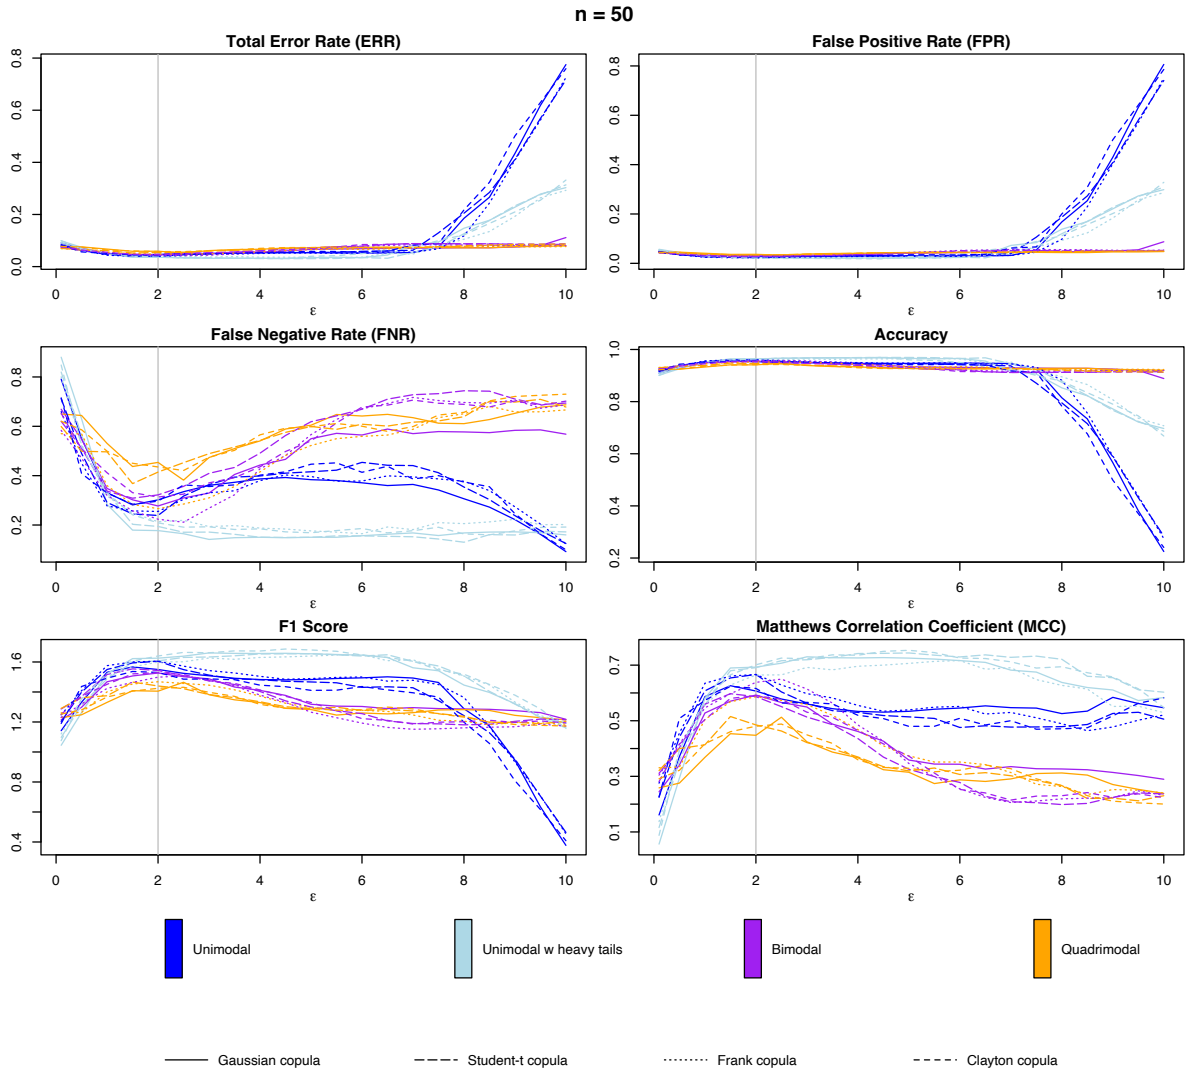 n = 50
Total Error Rate (ERR)
0.0 0.2 0.4 0.6 0.8
0 2 4 6 8 10
ε
False Positive Rate (FPR)
0.0 0.2 0.4 0.6 0.8
0 2 4 6 8 10
ε
False Negative Rate (FNR)
0.2 0.4 0.6 0.8
0 2 4 6 8 10
ε
Accuracy
0.2 0.4 0.6 0.8 1.0
0 2 4 6 8 10
ε
F1 Score
0.4 0.8 1.2 1.6
0 2 4 6 8 10
ε
Matthews Correlation Coefficient (MCC)
0.1 0.3 0.5 0.7
0 2 4 6 8 10
ε
Unimodal
Unimodal w heavy tails
Bimodal
Quadrimodal
Gaussian copula
Student-t copula
Frank copula
Clayton copula